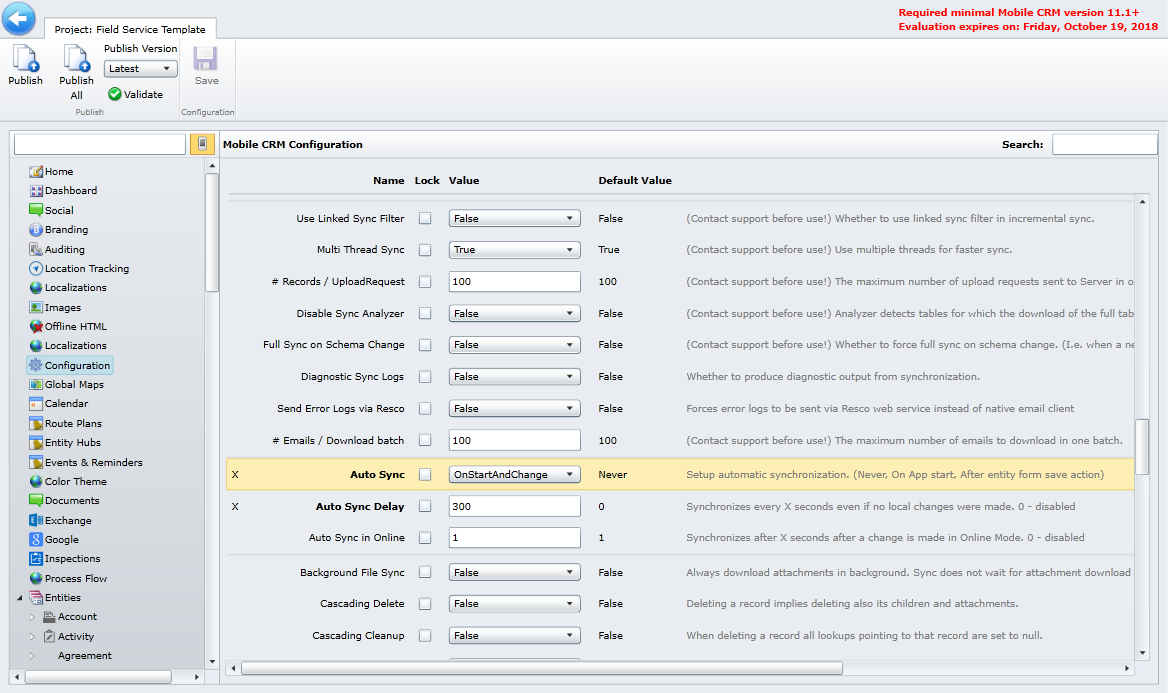 Required minimal Mobile CRM version 11.1+
Project: Field Service Template
Evaluation expires on: Friday, October 19, 2018
Publish
Publish All
Publish Version
Latest
Validate
Publish
Save
Configuration
Mobile CRM Configuration
Search:
Home
Dashboard
Social
Branding
Auditing
Location Tracking
Localizations
Images
Offline HTML
Localizations
Configuration
Global Maps
Calendar
Route Plans
Entity Hubs
Events & Reminders
Color Theme
Documents
Exchange
Google
Inspections
Process Flow
Entities
Account
Activity
Agreement
Name Lock Value Default Value
Use Linked Sync Filter False False (Contact support before use!) Whether to use linked sync filter in incremental sync.
Multi Thread Sync True True (Contact support before use!) Use multiple threads for faster sync.
# Records / UploadRequest 100 100 (Contact support before use!) The maximum number of upload requests sent to Server in o
Disable Sync Analyzer False False (Contact support before use!) Analyzer detects tables for which the download of the full tab
Full Sync on Schema Change False False (Contact support before use!) Whether to force full sync on schema change. (I.e. when a ne
Diagnostic Sync Logs False False Whether to produce diagnostic output from synchronization.
Send Error Logs via Resco False False Forces error logs to be sent via Resco web service instead of native email client
# Emails / Download batch 100 100 (Contact support before use!) The maximum number of emails to download in one batch.
X Auto Sync OnStartAndChange Never Setup automatic synchronization. (Never, On App start, After entity form save action)
X Auto Sync Delay 300 0 Synchronizes every X seconds even if no local changes were made. 0 - disabled
Auto Sync in Online 1 1 Synchronizes after X seconds after a change is made in Online Mode. 0 - disabled
Background File Sync False False Always download attachments in background. Sync does not wait for attachment download
Cascading Delete False False Deleting a record implies deleting also its children and attachments.
Cascading Cleanup False False When deleting a record all lookups pointing to that record are set to null.